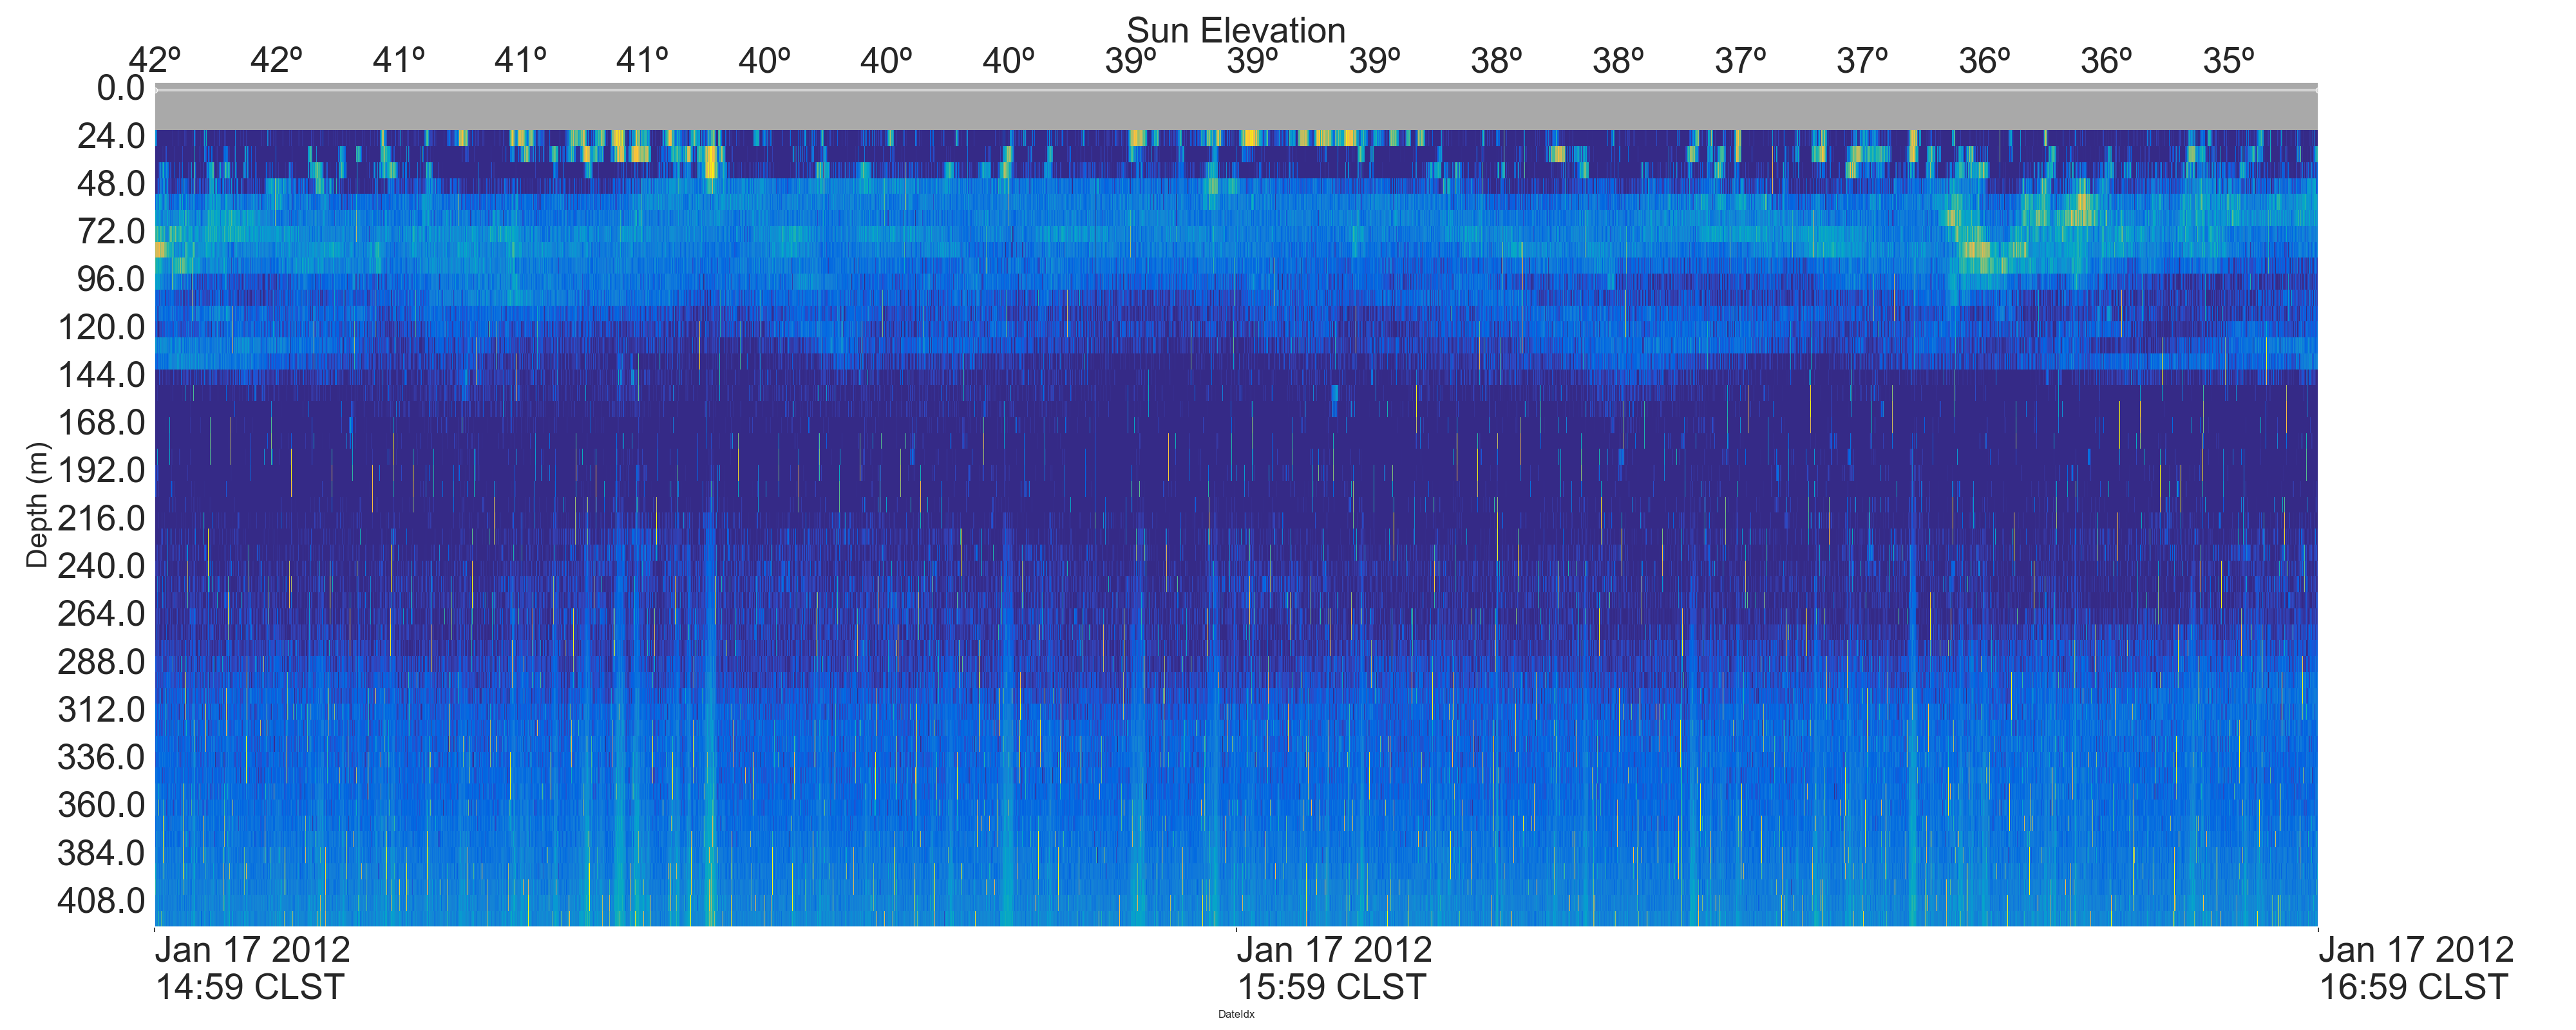 Sun Elevation
42º 42º 41º 41º 41º 40º 40º 40º 39º 39º 39º 38º 38º 37º 37º 36º 36º 35º
0.0
24.0
48.0
72.0
96.0
120.0
144.0
168.0
192.0
216.0
240.0
264.0
288.0
312.0
336.0
360.0
384.0
408.0
Depth (m)
Jan 17 2012
14:59 CLST
Jan 17 2012
15:59 CLST
Jan 17 2012
16:59 CLST
DateIdx